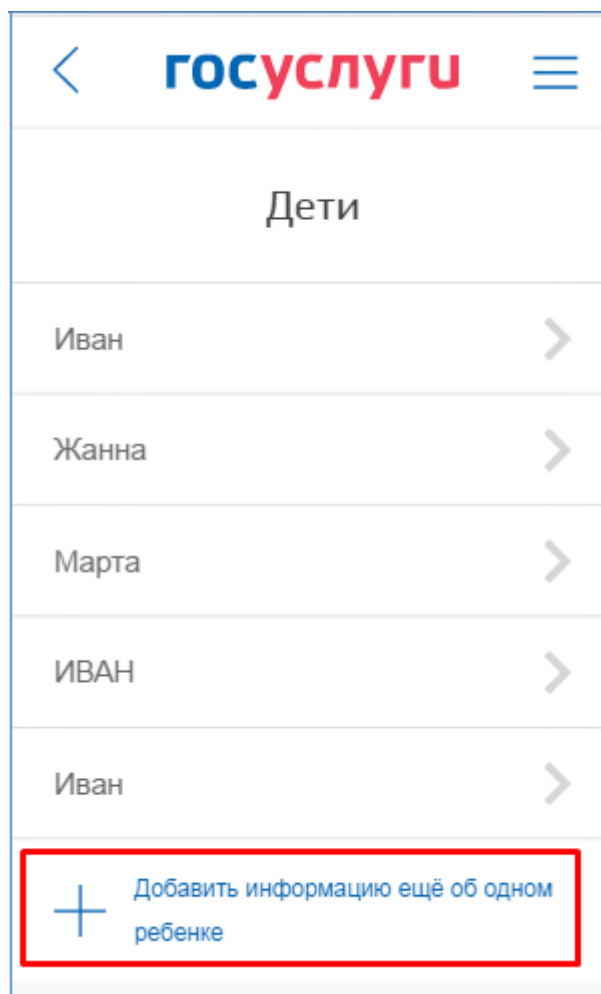 госуслуги
Дети
Иван
Жанна
Марта
ИВАН
Иван
Добавить информацию ещё об одном
ребенке